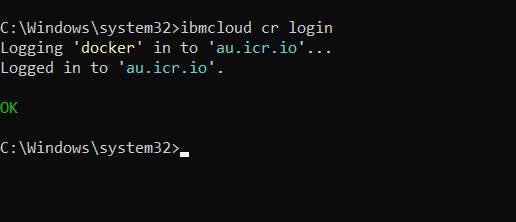 C:\Windows\system32>ibmcloud cr login
Logging 'docker' in to 'au.icr.io'...
Logged in to 'au.icr.io'.
OK
C:\Windows\system32>